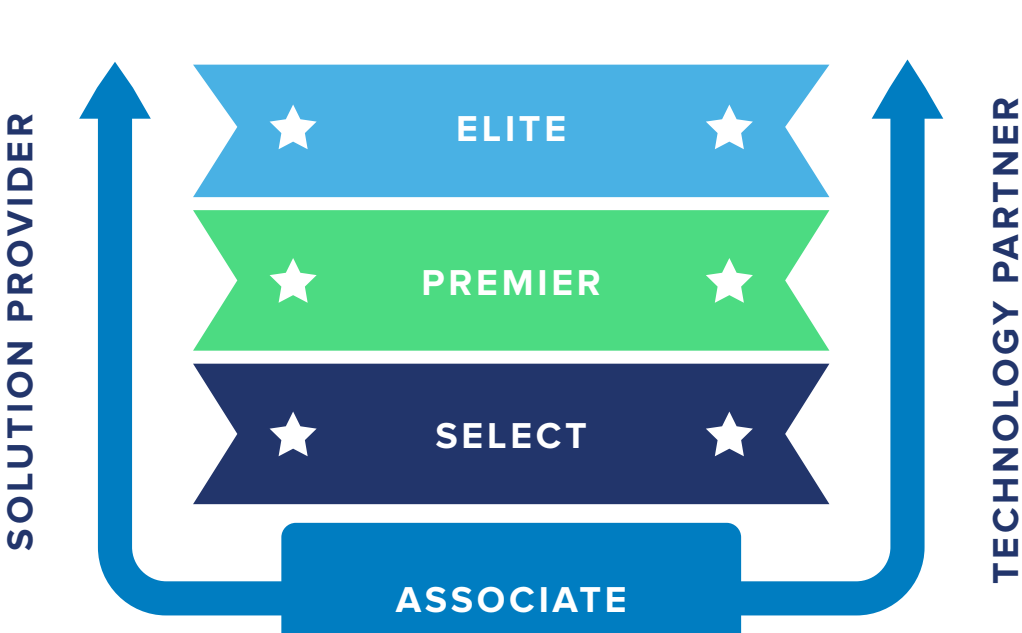 SOLUTION PROVIDER
ELITE
PREMIER
SELECT
ASSOCIATE
TECHNOLOGY PARTNER